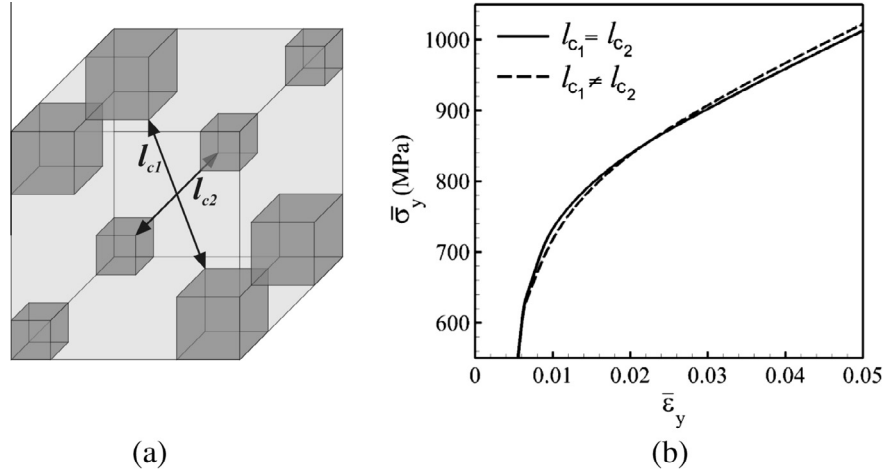 l_c1
l_c2
(a)
l_c1 = l_c2
l_c1 ≠ l_c2
1000
900
800
700
600
σ̿_y (MPa)
0
0.01
0.02
0.03
0.04
0.05
ε̿_y
(b)